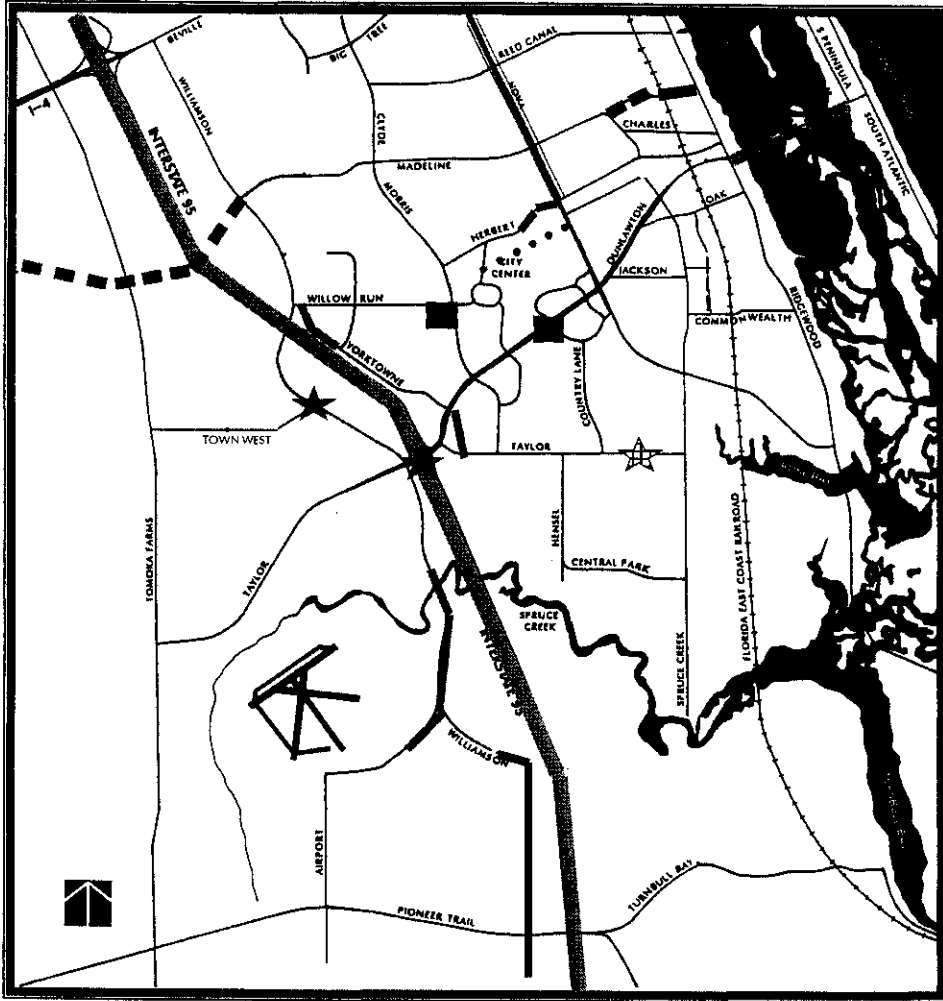 BEVILLE
BIG TREE
REED CANAL
S PENINSULA
I-4
WILLIAMSON
NOVA
SOUTH ATLANTIC
CLYDE
CHARLES
INTERSTATE 95
MADELINE
MORRIS
OAK
HERBERT
DUNLAWTON
CITY
CENTER
JACKSON
WILLOW RUN
RIDGEWOOD
COMMONWEALTH
YORKTOWNE
COUNTRY LANE
TOWN WEST
TAYLOR
TOMOKA FARMS
HENSEL
FLORIDA EAST COAST RAILROAD
TAYLOR
CENTRAL PARK
SPRUCE
CREEK
SPRUCE CREEK
INTERSTATE 95
WILLIAMSON
AIRPORT
TURNBULL BAY
PIONEER TRAIL